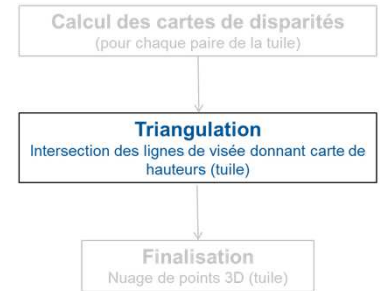 Calcul des cartes de disparités
(pour chaque paire de la tuile)
Triangulation
Intersection des lignes de visée donnant carte de
hauteurs (tuile)
Finalisation
Nuage de points 3D (tuile)